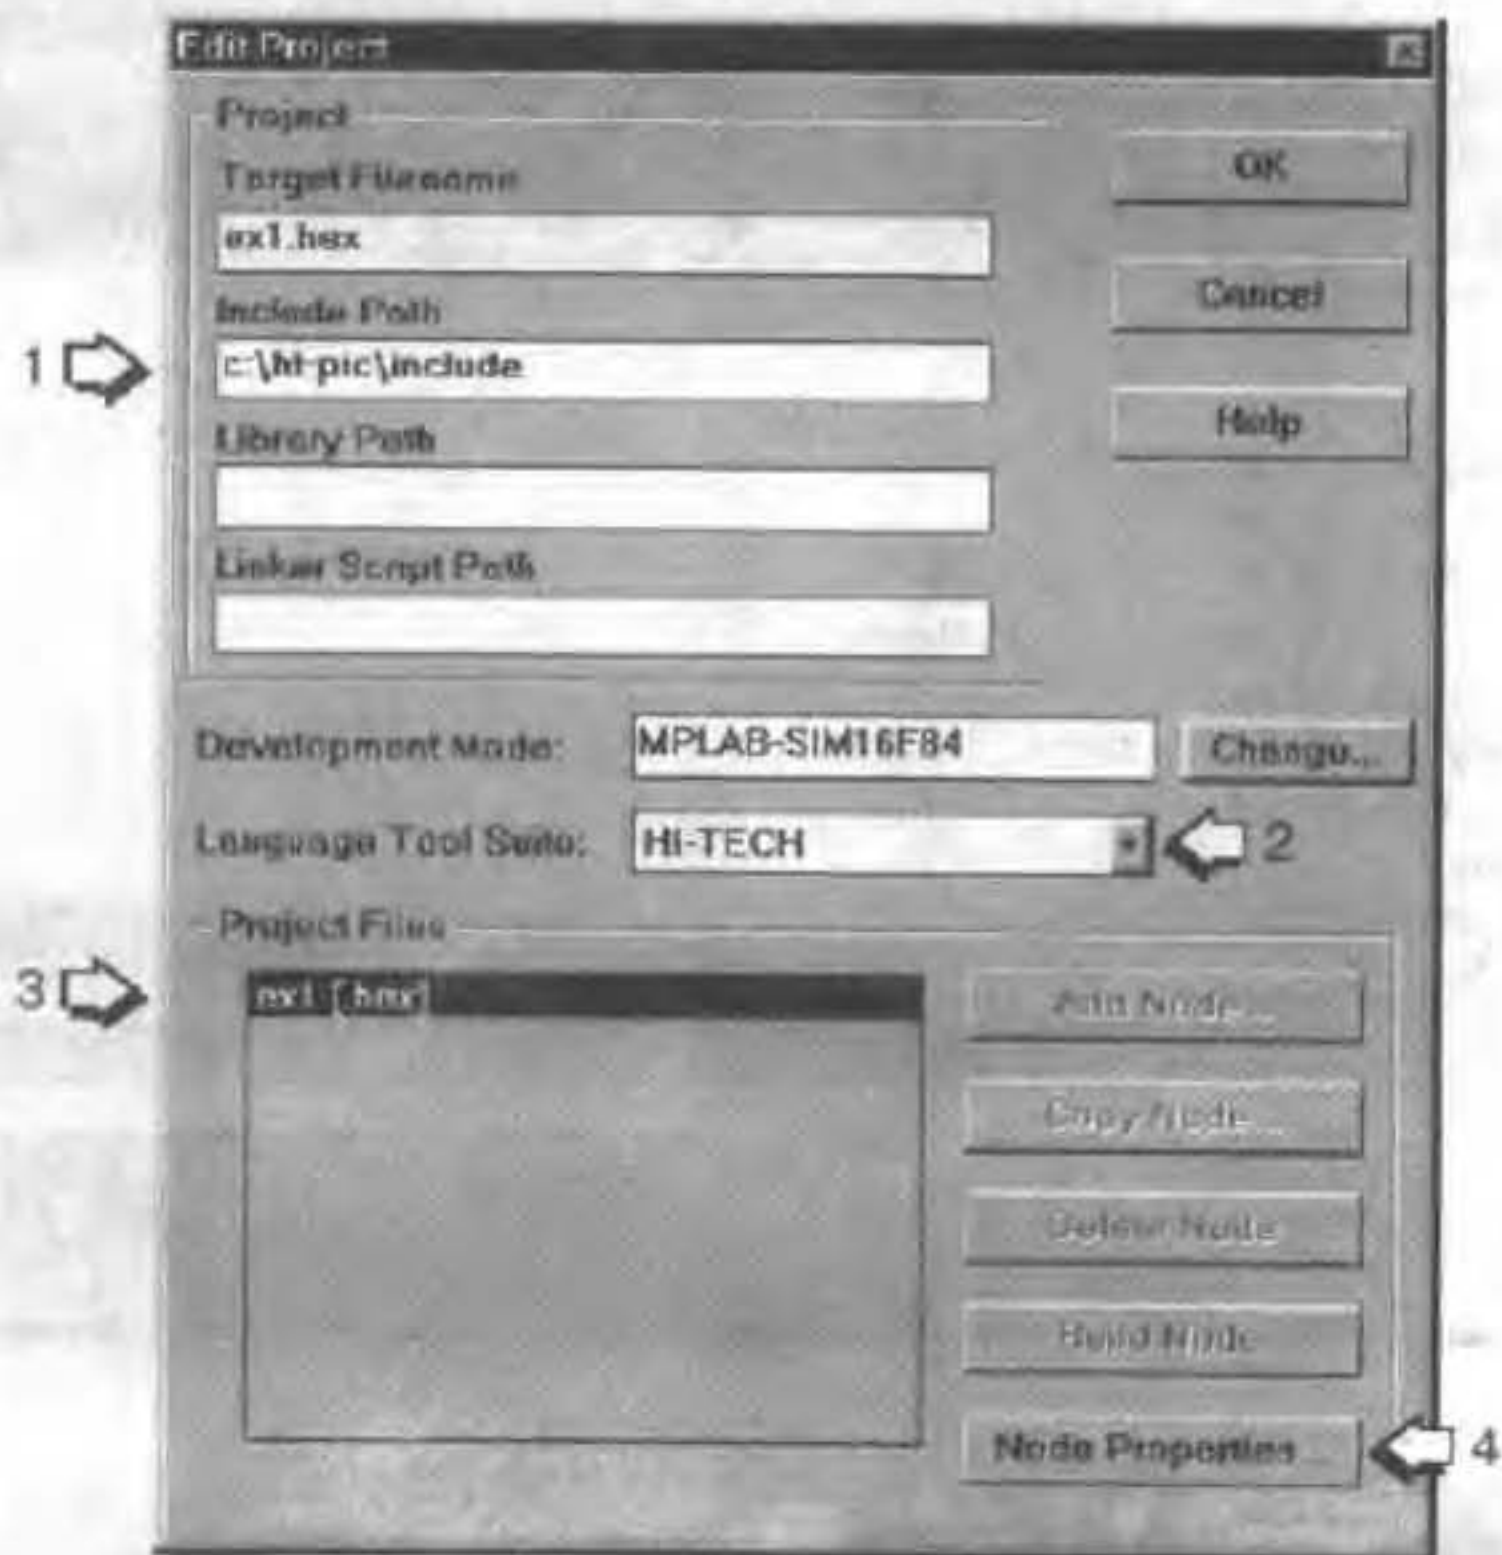 Edit Project
Project
Target Filename
OK
ex1.hex
Cancel
Include Path
1
c:\ht-pic\include
Help
Library Path
Linker Script Path
Development Mode:
MPLAB-SIM16F84
Change...
Language Tool Suite:
HI-TECH
2
Project Files
3
ex1 [.hex]
Add Node...
Copy Node...
Delete Node
Build Node
Node Properties...
4